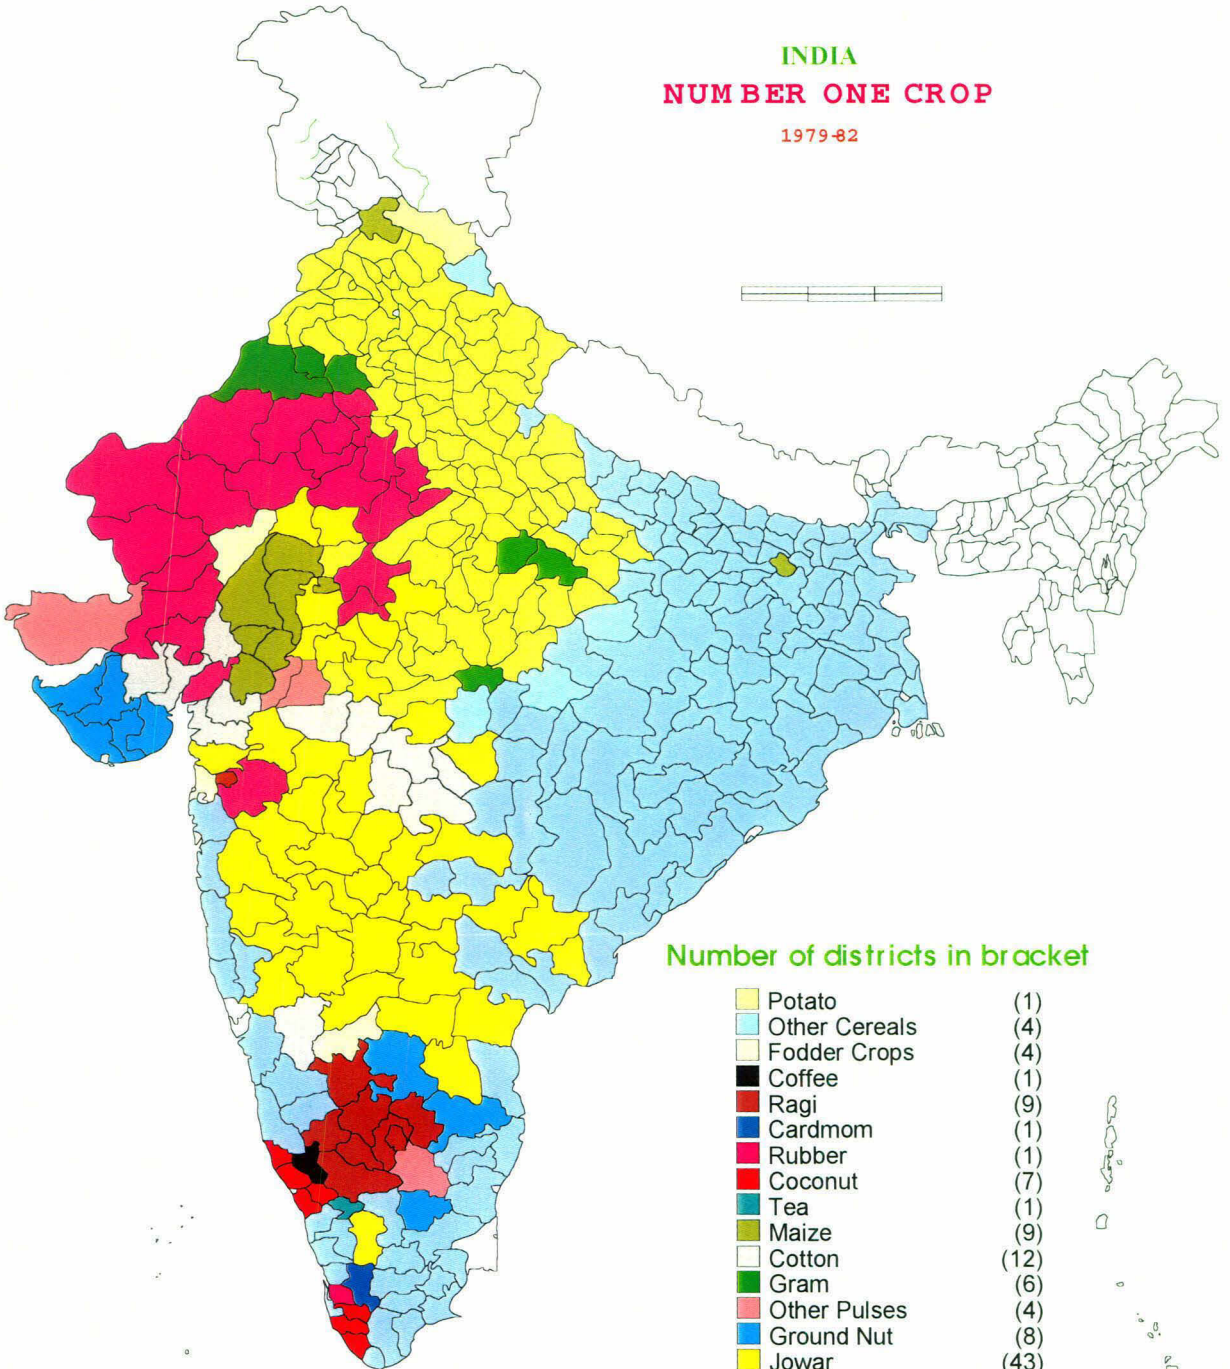 INDIA
NUMBER ONE CROP
1979-82
Number of districts in bracket
Potato (1)
Other Cereals (4)
Fodder Crops (4)
Coffee (1)
Ragi (9)
Cardmom (1)
Rubber (1)
Coconut (7)
Tea (1)
Maize (9)
Cotton (12)
Gram (6)
Other Pulses (4)
Ground Nut (8)
Jowar (43)